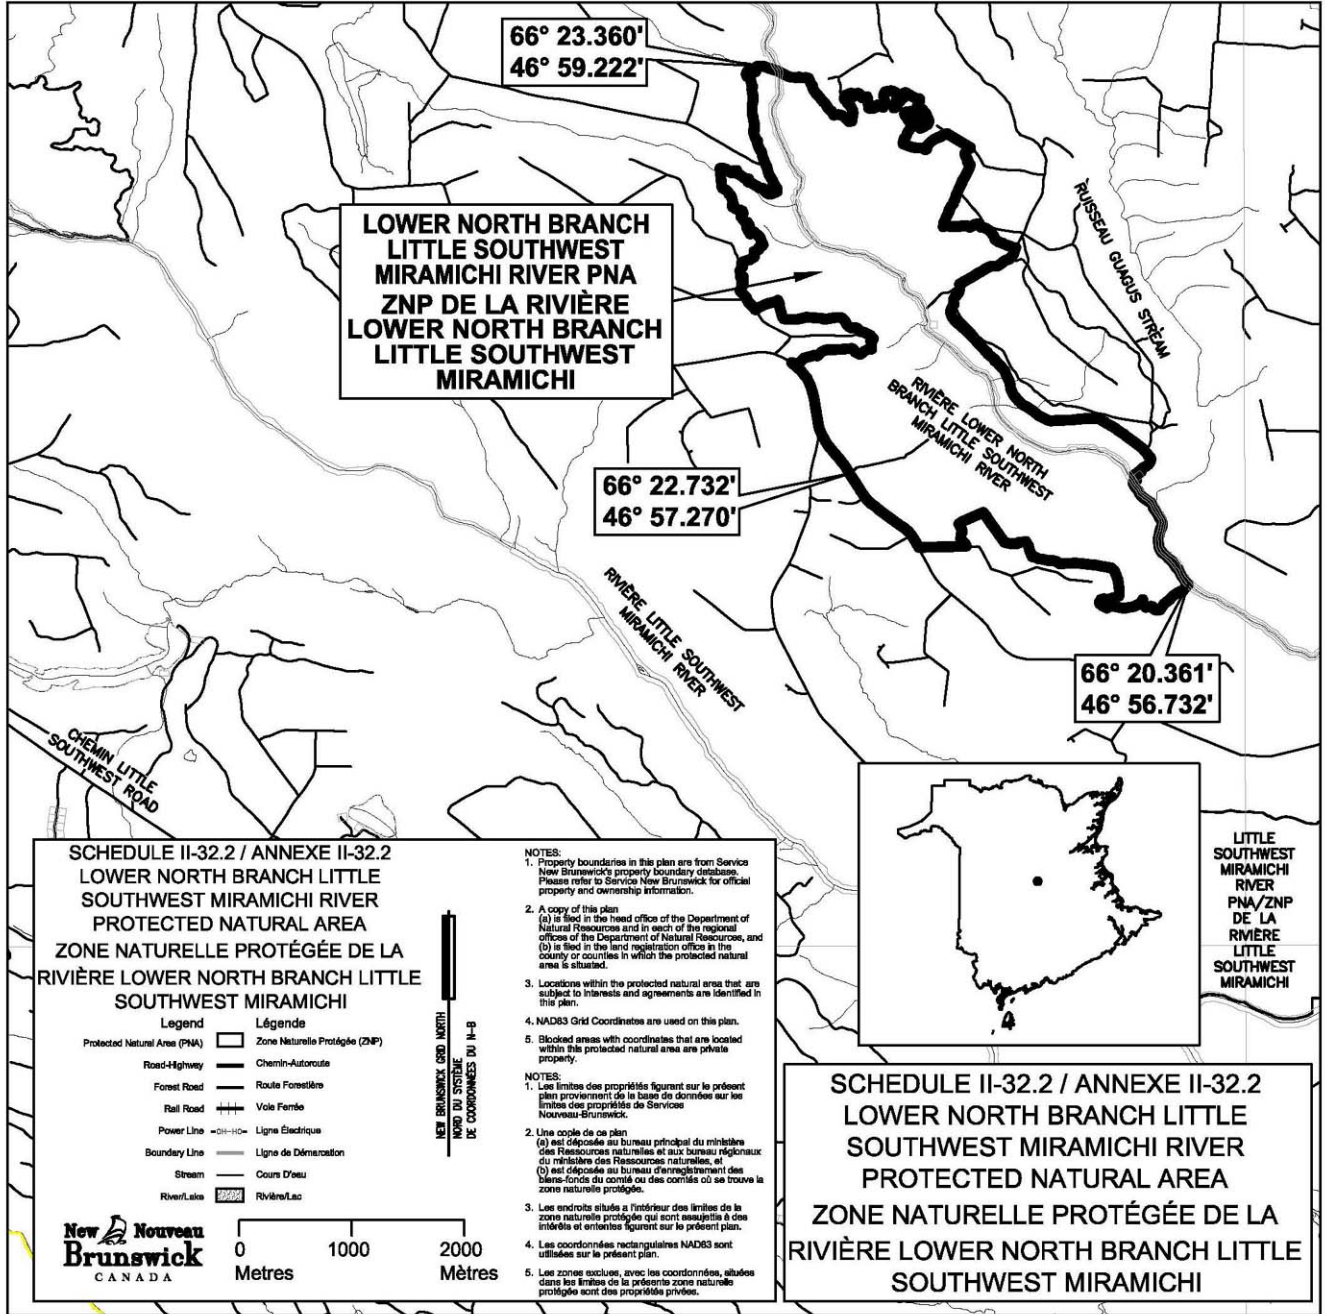 66° 23.360'
46° 59.222'
LOWER NORTH BRANCH
LITTLE SOUTHWEST
MIRAMICHI RIVER PNA
ZNP DE LA RIVIÈRE
LOWER NORTH BRANCH
LITTLE SOUTHWEST
MIRAMICHI
RUISSEAU GUAGUS STREAM
RIVIÈRE LOWER NORTH
BRANCH LITTLE SOUTHWEST
MIRAMICHI RIVER
66° 22.732'
46° 57.270'
RIVIÈRE LITTLE SOUTHWEST
MIRAMICHI RIVER
66° 20.361'
46° 56.732'
CHEMIN LITTLE
SOUTHWEST ROAD
LITTLE
SOUTHWEST
MIRAMICHI
RIVER
PNA/ZNP
DE LA
RIVIÈRE
LITTLE
SOUTHWEST
MIRAMICHI
SCHEDULE II-32.2 / ANNEXE II-32.2
LOWER NORTH BRANCH LITTLE
SOUTHWEST MIRAMICHI RIVER
PROTECTED NATURAL AREA
ZONE NATURELLE PROTÉGÉE DE LA
RIVIÈRE LOWER NORTH BRANCH LITTLE
SOUTHWEST MIRAMICHI
Legend Légende
Protected Natural Area (PNA) Zone Naturelle Protégée (ZNP)
Road-Highway Chemin-Autoroute
Forest Road Route Forestière
Rail Road Voie Ferrée
Power Line Ligne Électrique
Boundary Line Ligne de Démarcation
Stream Cours D'eau
River/Lake Rivière/Lac
New Nouveau
Brunswick
CANADA
0 1000 2000
Metres Mètres
NEW BRUNSWICK GRID NORTH
NORD DU SYSTÈME
DE COORDONNÉES DU N-B
NOTES:
1. Property boundaries in this plan are from Service
New Brunswick's property boundary database.
Please refer to Service New Brunswick for official
property and ownership information.
2. A copy of this plan
(a) is filed in the head office of the Department of
Natural Resources and in each of the regional
offices of the Department of Natural Resources, and
(b) is filed in the land registration office in the
county or counties in which the protected natural
area is situated.
3. Locations within the protected natural area that are
subject to interests and agreements are identified in
this plan.
4. NAD83 Grid Coordinates are used on this plan.
5. Blocked areas with coordinates that are located
within this protected natural area are private
property.
NOTES:
1. Les limites des propriétés figurant sur le présent
plan proviennent de la base de données sur les
limites des propriétés de Services
Nouveau-Brunswick.
2. Une copie de ce plan
(a) est déposée au bureau principal du ministère
des Ressources naturelles et aux bureau régionaux
du ministère des Ressources naturelles, et
(b) est déposée au bureau d'enregistrement des
biens-fonds du comté ou des comtés où se trouve la
zone naturelle protégée.
3. Les endroits situés a l'intérieur des limites de la
zone naturelle protégée qui sont assujettis à des
intérêts et ententes figurent sur le présent plan.
4. Les coordonnées rectangulaires NAD83 sont
utilisées sur le présent plan.
5. Les zones exclues, avec les coordonnées, situées
dans les limites de la présente zone naturelle
protégée sont des propriétés privées.
SCHEDULE II-32.2 / ANNEXE II-32.2
LOWER NORTH BRANCH LITTLE
SOUTHWEST MIRAMICHI RIVER
PROTECTED NATURAL AREA
ZONE NATURELLE PROTÉGÉE DE LA
RIVIÈRE LOWER NORTH BRANCH LITTLE
SOUTHWEST MIRAMICHI